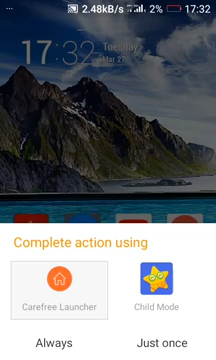 ... 2.48kB/s 2% 17:32
17:32 Tuesday
Mar 27
Complete action using
Carefree Launcher Child Mode
Always Just once